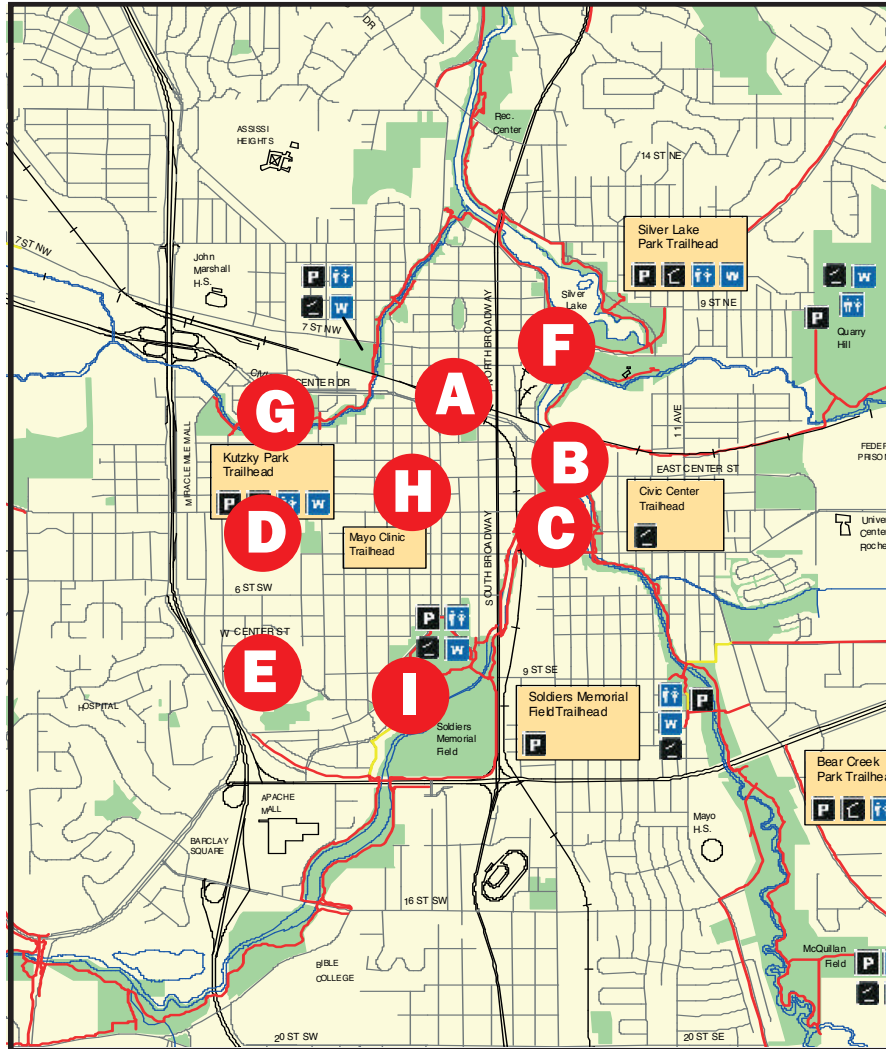 DR
Rec.
Center
ASSISI
HEIGHTS
14 ST NE
7 ST NW
John
Marshall
H.S.
P
W
7 ST NW
NORTH BROADWAY
Silver Lake
Park Trailhead
P
W
Silver
Lake
9 ST NE
W
P
Quarry
Hill
F
A
CENTER DR
G
MIRACLE MILE MALL
Kutzky Park
Trailhead
P
W
11 AVE
EAST CENTER ST
B
H
Civic Center
Trailhead
C
D
Mayo Clinic
Trailhead
SOUTH BROADWAY
6 ST SW
W CENTER ST
P
W
E
HOSPITAL
I
Soldiers
Memorial
Field
9 ST SE
Soldiers Memorial
Field Trailhead
P
P
W
Bear Creek
Park Trailhea
P
APACHE
MALL
BARCLAY
SQUARE
Mayo
H.S.
16 ST SW
BIBLE
COLLEGE
McQuillan
Field
P
20 ST SW
20 ST SE